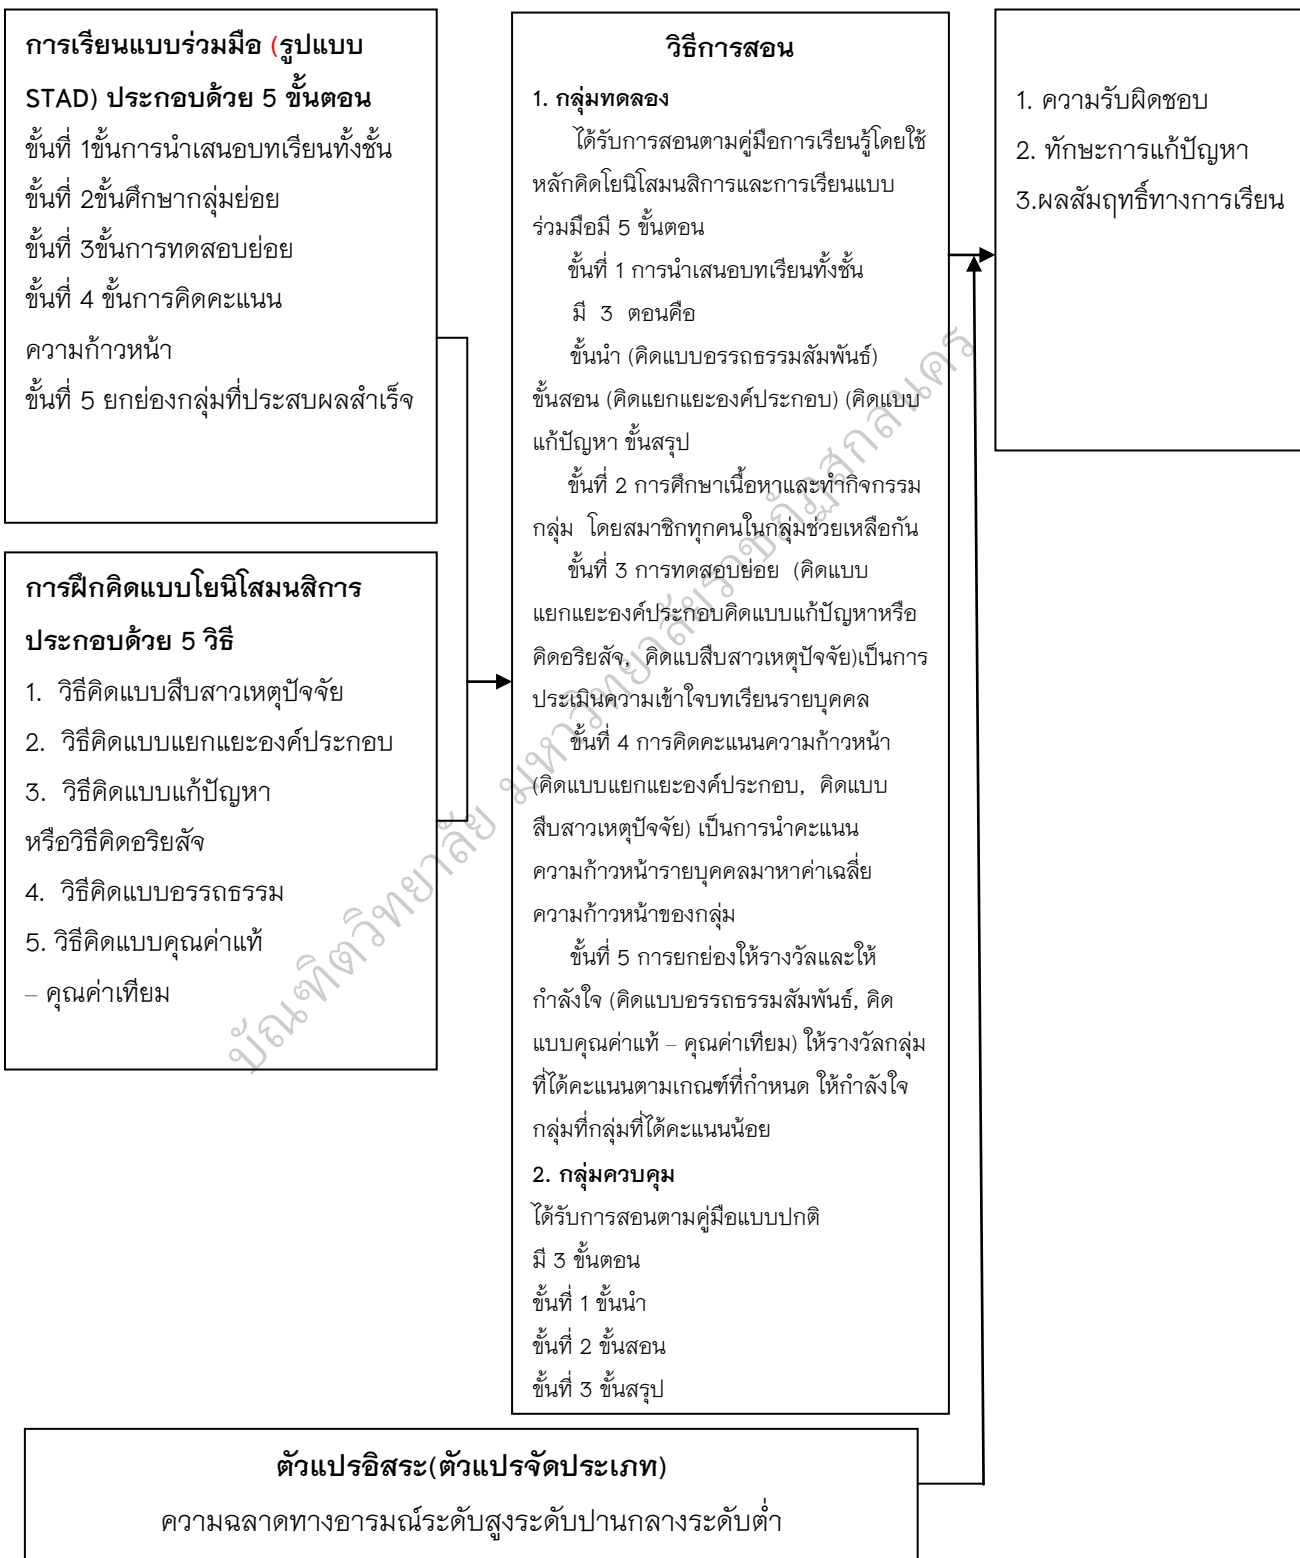 การเรียนแบบร่วมมือ (รูปแบบ
STAD) ประกอบด้วย 5 ขั้นตอน
ขั้นที่ 1ขั้นการนำเสนอบทเรียนทั้งชั้น
ขั้นที่ 2ขั้นศึกษากลุ่มย่อย
ขั้นที่ 3ขั้นการทดสอบย่อย
ขั้นที่ 4 ขั้นการคิดคะแนน
ความก้าวหน้า
ขั้นที่ 5 ยกย่องกลุ่มที่ประสบผลสำเร็จ
การฝึกคิดแบบโยนิโสมนสิการ
ประกอบด้วย 5 วิธี
1. วิธีคิดแบบสืบสาวเหตุปัจจัย
2. วิธีคิดแบบแยกแยะองค์ประกอบ
3. วิธีคิดแบบแก้ปัญหา
หรือวิธีคิดอริยสัจ
4. วิธีคิดแบบอรรถธรรม
5. วิธีคิดแบบคุณค่าแท้
– คุณค่าเทียม
วิธีการสอน
1. กลุ่มทดลอง
ได้รับการสอนตามคู่มือการเรียนรู้โดยใช้
หลักคิดโยนิโสมนสิการและการเรียนแบบ
ร่วมมือมี 5 ขั้นตอน
ขั้นที่ 1 การนำเสนอบทเรียนทั้งชั้น
มี 3 ตอนคือ
ขั้นนำ (คิดแบบอรรถธรรมสัมพันธ์)
ขั้นสอน (คิดแยกแยะองค์ประกอบ) (คิดแบบ
แก้ปัญหา ขั้นสรุป
ขั้นที่ 2 การศึกษาเนื้อหาและทำกิจกรรม
กลุ่ม โดยสมาชิกทุกคนในกลุ่มช่วยเหลือกัน
ขั้นที่ 3 การทดสอบย่อย (คิดแบบ
แยกแยะองค์ประกอบคิดแบบแก้ปัญหาหรือ
คิดอริยสัจ, คิดแบสืบสาวเหตุปัจจัย)เป็นการ
ประเมินความเข้าใจบทเรียนรายบุคคล
ขั้นที่ 4 การคิดคะแนนความก้าวหน้า
(คิดแบบแยกแยะองค์ประกอบ, คิดแบบ
สืบสาวเหตุปัจจัย) เป็นการนำคะแนน
ความก้าวหน้ารายบุคคลมาหาค่าเฉลี่ย
ความก้าวหน้าของกลุ่ม
ขั้นที่ 5 การยกย่องให้รางวัลและให้
กำลังใจ (คิดแบบอรรถธรรมสัมพันธ์, คิด
แบบคุณค่าแท้ – คุณค่าเทียม) ให้รางวัลกลุ่ม
ที่ได้คะแนนตามเกณฑ์ที่กำหนด ให้กำลังใจ
กลุ่มที่กลุ่มที่ได้คะแนนน้อย
2. กลุ่มควบคุม
ได้รับการสอนตามคู่มือแบบปกติ
มี 3 ขั้นตอน
ขั้นที่ 1 ขั้นนำ
ขั้นที่ 2 ขั้นสอน
ขั้นที่ 3 ขั้นสรุป
1. ความรับผิดชอบ
2. ทักษะการแก้ปัญหา
3.ผลสัมฤทธิ์ทางการเรียน
ตัวแปรอิสระ(ตัวแปรจัดประเภท)
ความฉลาดทางอารมณ์ระดับสูงระดับปานกลางระดับต่ำ
บัณฑิตวิทยาลัย มหาวิทยาลัยราชภัฏสกลนคร